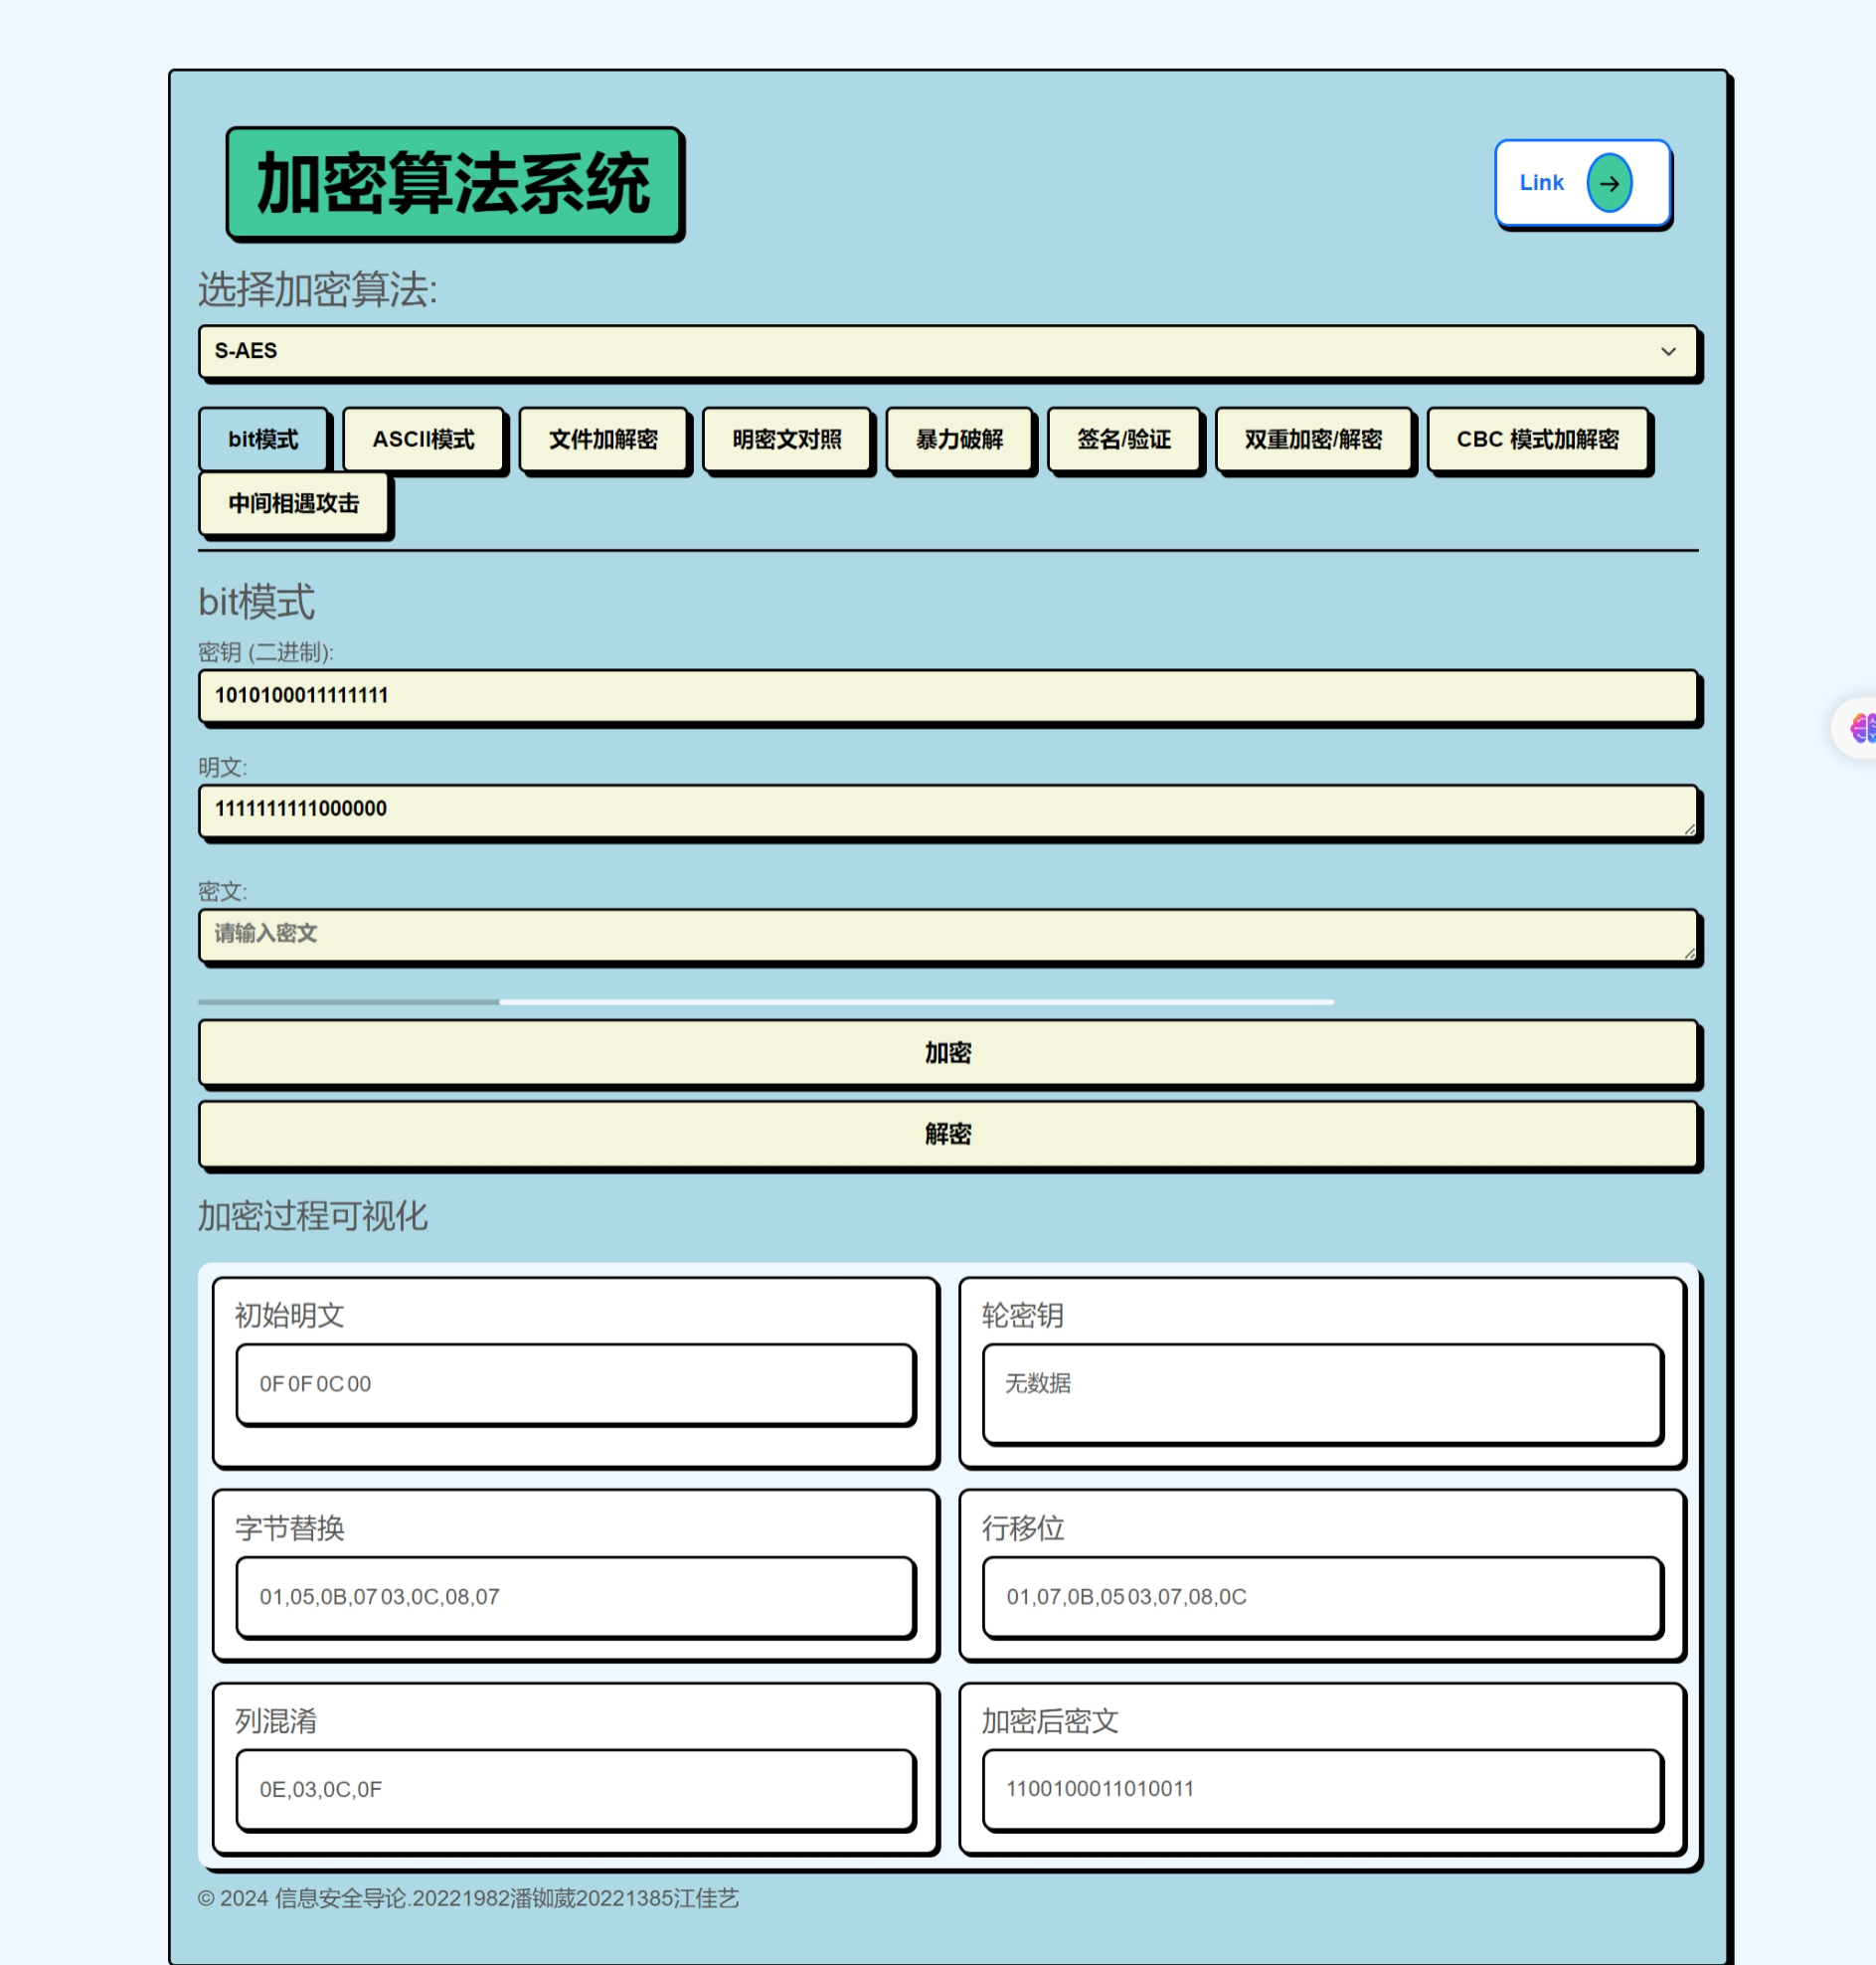 加密算法系统
Link
选择加密算法:
S-AES
bit模式 ASCII模式 文件加解密 明密文对照 暴力破解 签名/验证 双重加密/解密 CBC 模式加解密
中间相遇攻击
bit模式
密钥 (二进制):
1010100011111111
明文:
1111111111000000
密文:
请输入密文
加密
解密
加密过程可视化
初始明文
0F 0F 0C 00
轮密钥
无数据
字节替换
01,05,0B,07 03,0C,08,07
行移位
01,07,0B,05 03,07,08,0C
列混淆
0E,03,0C,0F
加密后密文
1100100011010011
© 2024 信息安全导论.20221982潘铷葳20221385江佳艺